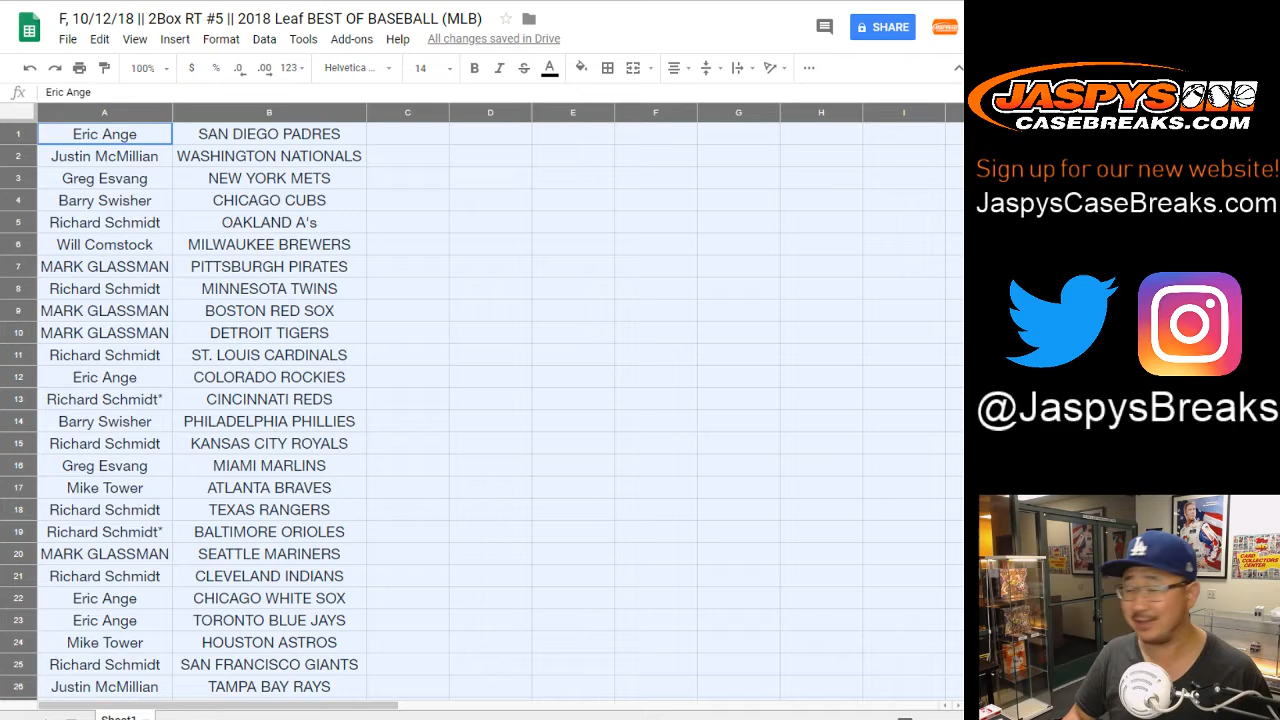 F, 10/12/18 || 2Box RT #5 || 2018 Leaf BEST OF BASEBALL (MLB)
File Edit View Insert Format Data Tools Add-ons Help All changes saved in Drive
SHARE
100% $ % .0 .00 123 Helvetica ... 14 B I S A
fx Eric Ange
A B C D E F G H I
1 Eric Ange SAN DIEGO PADRES
2 Justin McMillian WASHINGTON NATIONALS
3 Greg Esvang NEW YORK METS
4 Barry Swisher CHICAGO CUBS
5 Richard Schmidt OAKLAND A's
6 Will Comstock MILWAUKEE BREWERS
7 MARK GLASSMAN PITTSBURGH PIRATES
8 Richard Schmidt MINNESOTA TWINS
9 MARK GLASSMAN BOSTON RED SOX
10 MARK GLASSMAN DETROIT TIGERS
11 Richard Schmidt ST. LOUIS CARDINALS
12 Eric Ange COLORADO ROCKIES
13 Richard Schmidt* CINCINNATI REDS
14 Barry Swisher PHILADELPHIA PHILLIES
15 Richard Schmidt KANSAS CITY ROYALS
16 Greg Esvang MIAMI MARLINS
17 Mike Tower ATLANTA BRAVES
18 Richard Schmidt TEXAS RANGERS
19 Richard Schmidt* BALTIMORE ORIOLES
20 MARK GLASSMAN SEATTLE MARINERS
21 Richard Schmidt CLEVELAND INDIANS
22 Eric Ange CHICAGO WHITE SOX
23 Eric Ange TORONTO BLUE JAYS
24 Mike Tower HOUSTON ASTROS
25 Richard Schmidt SAN FRANCISCO GIANTS
26 Justin McMillian TAMPA BAY RAYS
Sheet1
JASPYS
CASEBREAKS.COM
Sign up for our new website!
JaspysCaseBreaks.com
@JaspysBreaks
LA
CARD COLLECTORS CENTER